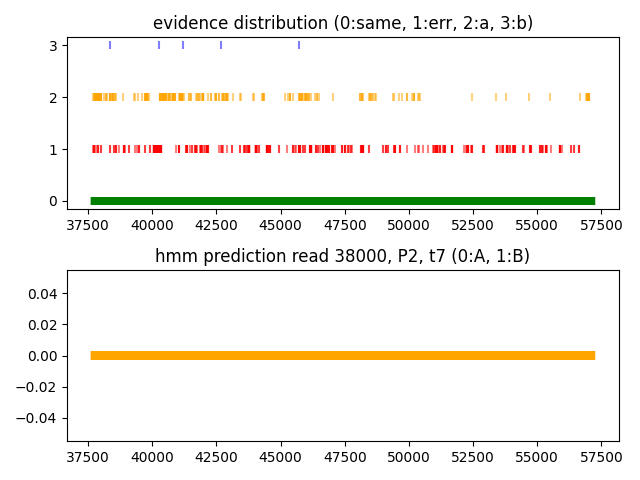 evidence distribution (0:same, 1:err, 2:a, 3:b)
3
2
1
0
37500 40000 42500 45000 47500 50000 52500 55000 57500
hmm prediction read 38000, P2, t7 (0:A, 1:B)
0.04
0.02
0.00
−0.02
−0.04
37500 40000 42500 45000 47500 50000 52500 55000 57500